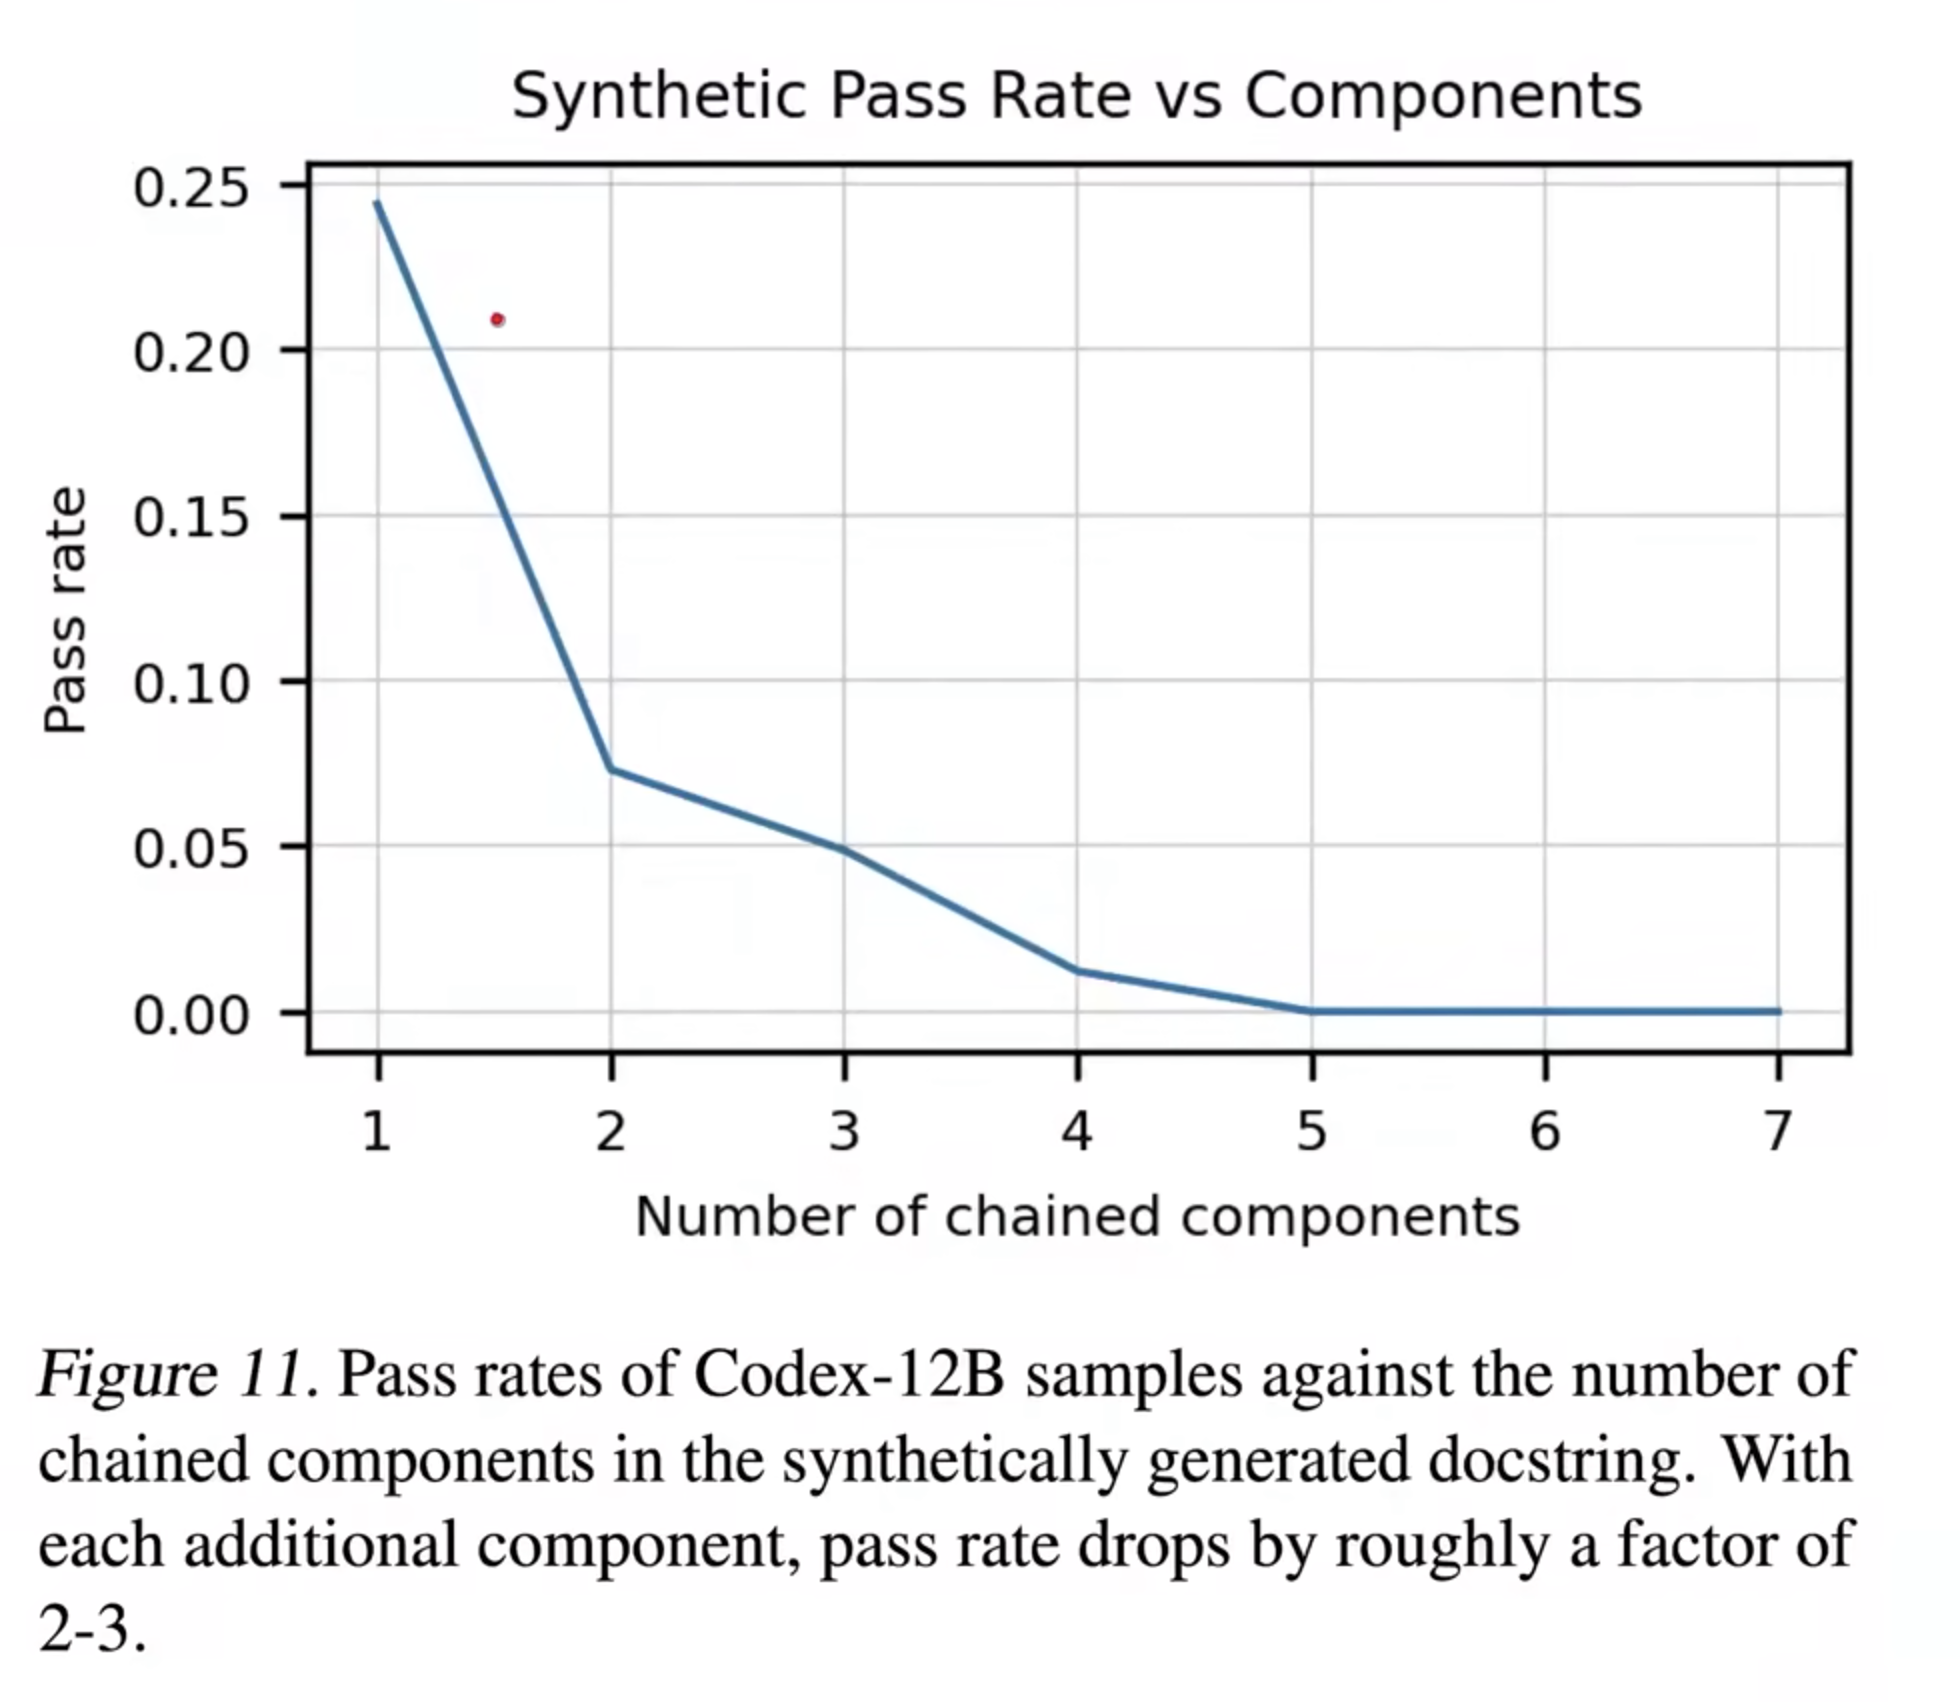 Synthetic Pass Rate vs Components
0.25
0.20
0.15
0.10
0.05
0.00
Pass rate
1 2 3 4 5 6 7
Number of chained components
Figure 11. Pass rates of Codex-12B samples against the number of
chained components in the synthetically generated docstring. With
each additional component, pass rate drops by roughly a factor of
2-3.